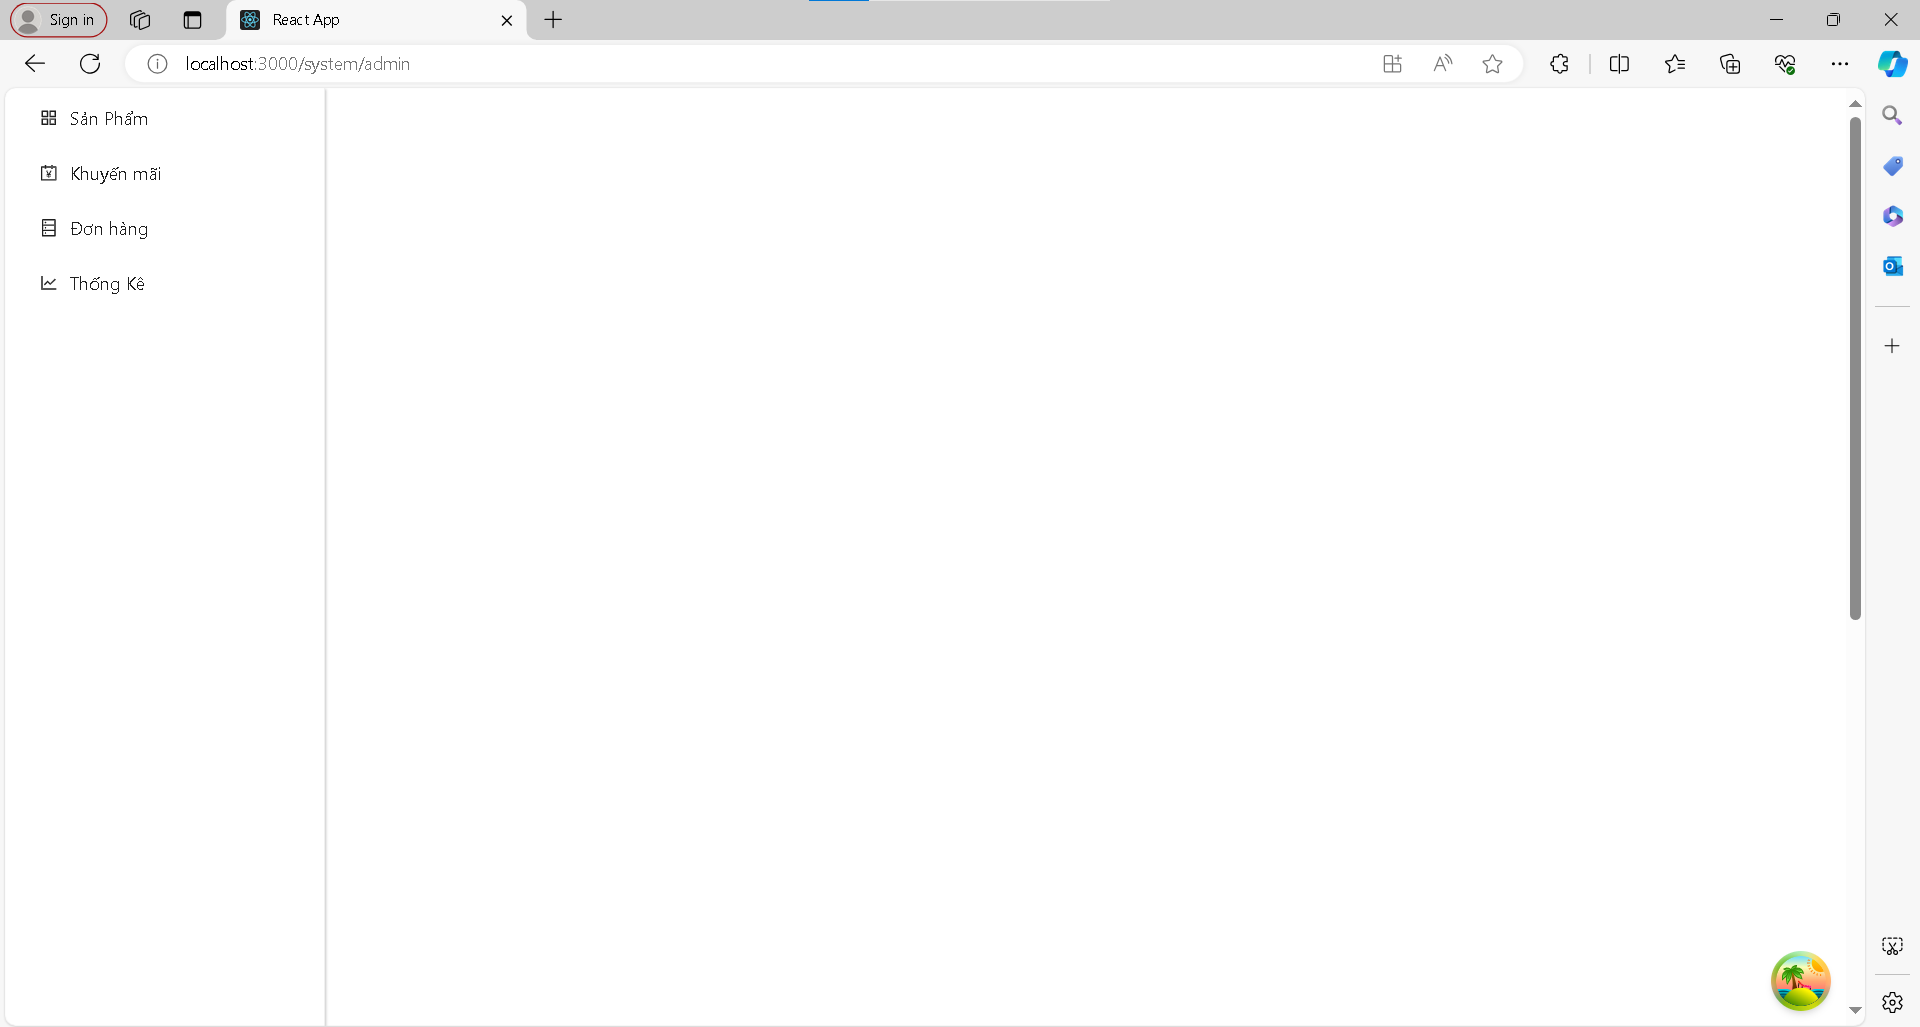 Sign in
React App
localhost:3000/system/admin
Sản Phẩm
Khuyến mãi
Đơn hàng
Thống Kê